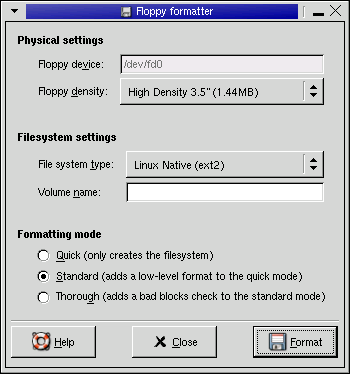 Floppy formatter
Physical settings
Floppy device: /dev/fd0
Floppy density: High Density 3.5" (1.44MB)
Filesystem settings
File system type: Linux Native (ext2)
Volume name:
Formatting mode
Quick (only creates the filesystem)
Standard (adds a low-level format to the quick mode)
Thorough (adds a bad blocks check to the standard mode)
Help Close Format